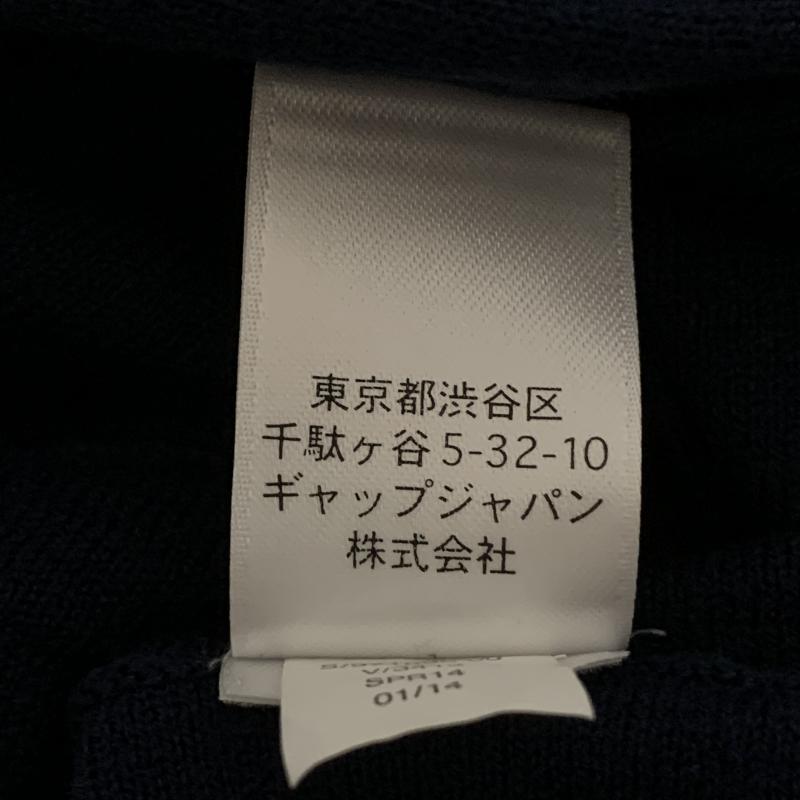 東京都渋谷区
千駄ヶ谷5-32-10
ギャップジャパン
株式会社
SPR14
01/14